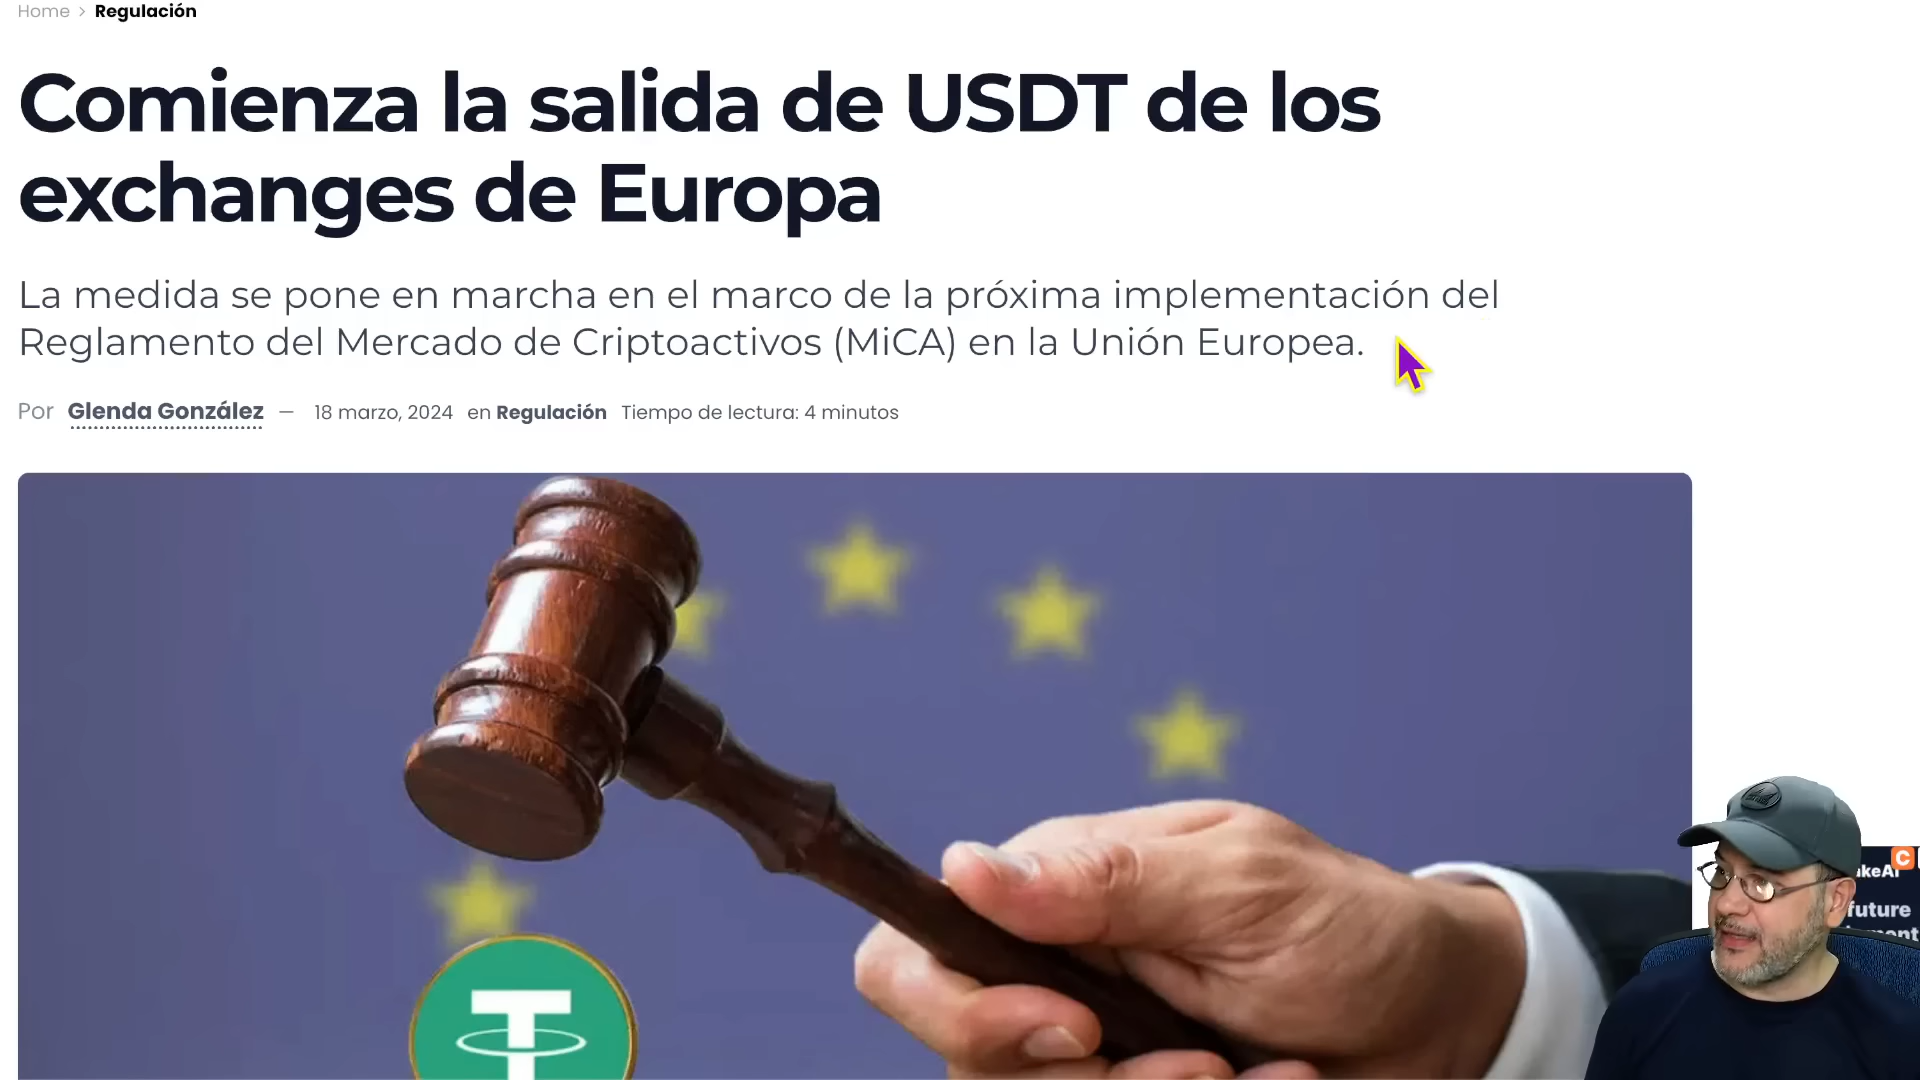 Home > Regulación
Comienza la salida de USDT de los
exchanges de Europa
La medida se pone en marcha en el marco de la próxima implementación del
Reglamento del Mercado de Criptoactivos (MiCA) en la Unión Europea.
Por Glenda González — 18 marzo, 2024 en Regulación Tiempo de lectura: 4 minutos
C
future